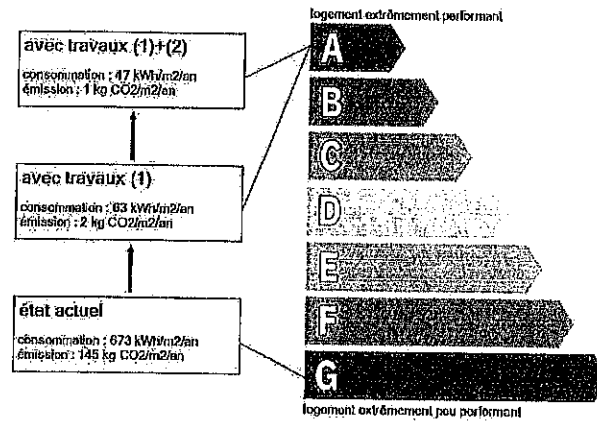 logement extrêmement performant
avec travaux (1)+(2)
consommation : 47 kWh/m2/an
émission : 1 kg CO2/m2/an
avec travaux (1)
consommation : 63 kWh/m2/an
émission : 2 kg CO2/m2/an
état actuel
consommation : 673 kWh/m2/an
émission : 145 kg CO2/m2/an
A
B
C
D
E
F
G
logement extrêmement peu performant